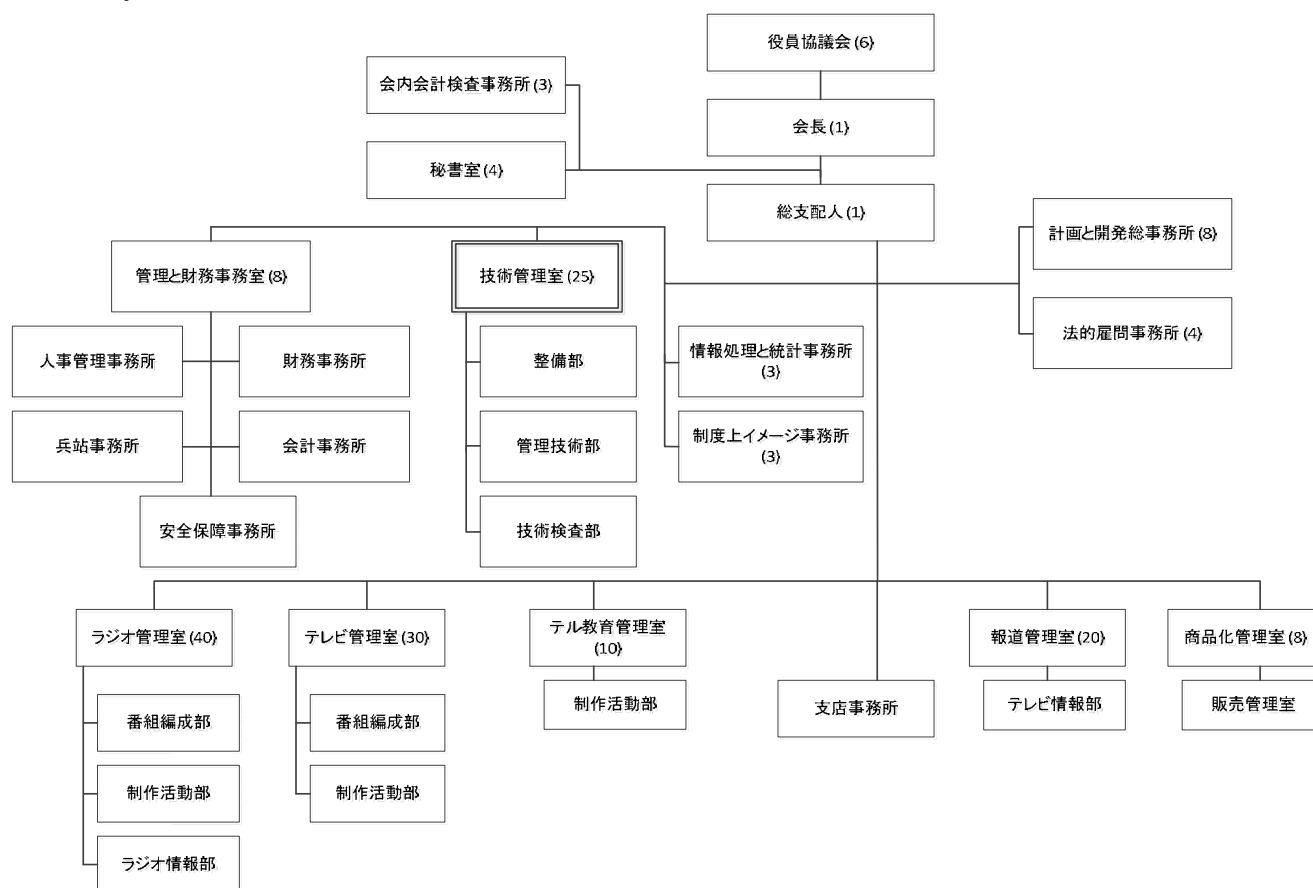 役員協議会(6)
会内会計検査事務所(3)
会長(1)
秘書室(4)
総支配人(1)
計画と開発総事務所(8)
管理と財務事務室(8)
技術管理室(25)
法的雇問事務所(4)
人事管理事務所
財務事務所
整備部
情報処理と統計事務所
(3)
兵站事務所
会計事務所
管理技術部
制度上イメージ事務所
(3)
安全保障事務所
技術検査部
ラジオ管理室(40)
テレビ管理室(30)
テル教育管理室
(10)
報道管理室(20)
商品化管理室(8)
制作活動部
支店事務所
テレビ情報部
販売管理室
番組編成部
番組編成部
制作活動部
制作活動部
ラジオ情報部